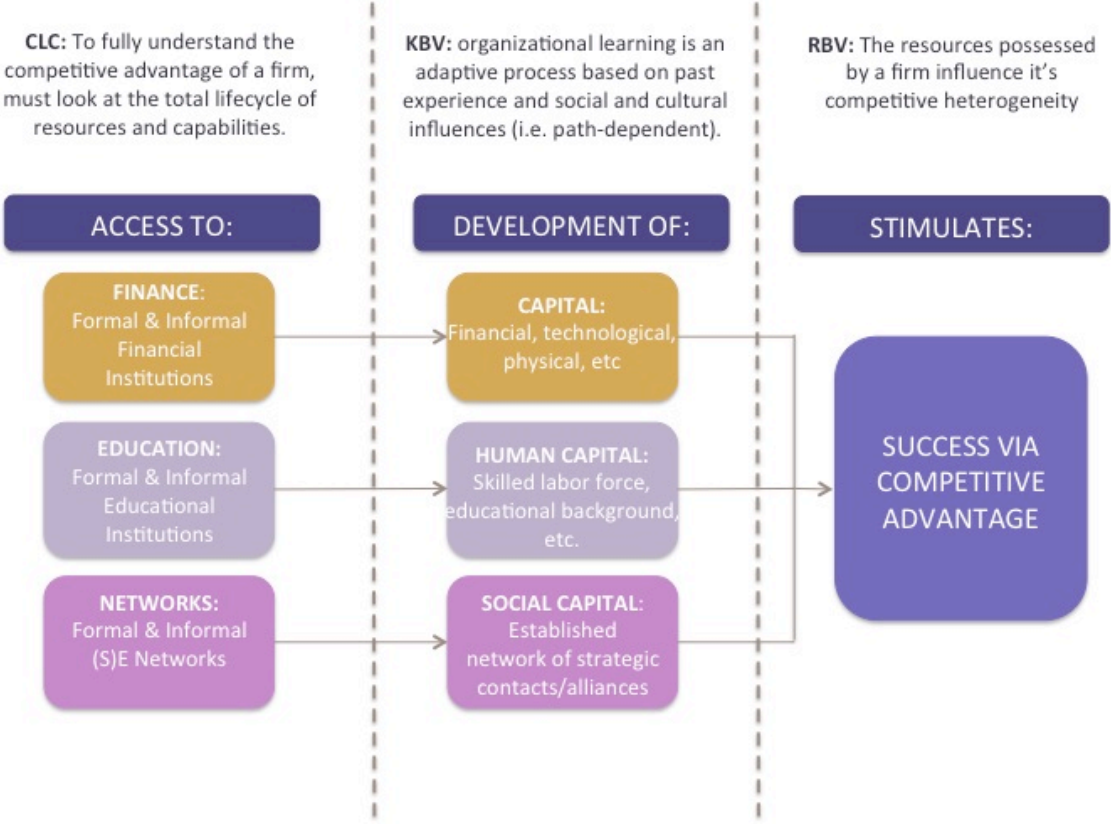 CLC: To fully understand the
competitive advantage of a firm,
must look at the total lifecycle of
resources and capabilities.
KBV: organizational learning is an
adaptive process based on past
experience and social and cultural
influences (i.e. path-dependent).
RBV: The resources possessed
by a firm influence it's
competitive heterogeneity
ACCESS TO:
DEVELOPMENT OF:
STIMULATES:
FINANCE:
Formal & Informal
Financial
Institutions
CAPITAL:
Financial, technological,
physical, etc
EDUCATION:
Formal & Informal
Educational
Institutions
HUMAN CAPITAL:
Skilled labor force,
educational background,
etc.
NETWORKS:
Formal & Informal
(S)E Networks
SOCIAL CAPITAL:
Established
network of strategic
contacts/alliances
SUCCESS VIA
COMPETITIVE
ADVANTAGE